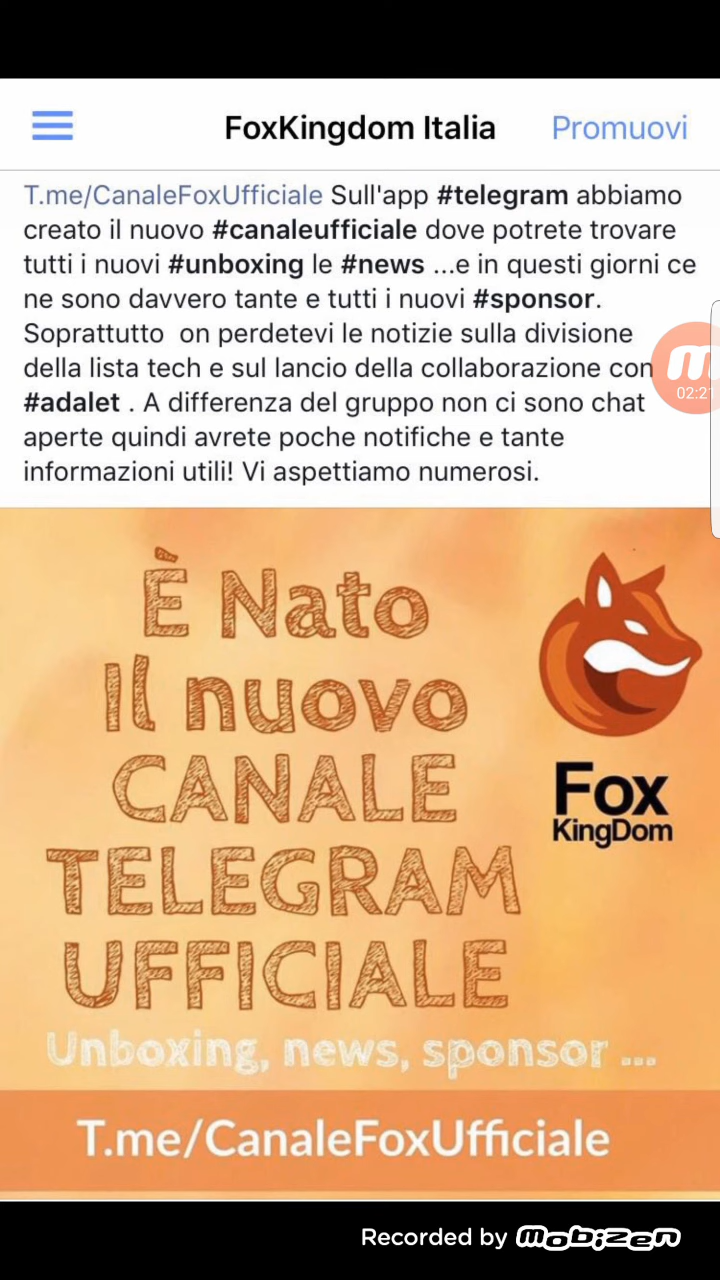 FoxKingdom Italia
Promuovi
T.me/CanaleFoxUfficiale Sull'app #telegram abbiamo
creato il nuovo #canaleufficiale dove potrete trovare
tutti i nuovi #unboxing le #news ...e in questi giorni ce
ne sono davvero tante e tutti i nuovi #sponsor.
Soprattutto  on perdetevi le notizie sulla divisione
della lista tech e sul lancio della collaborazione con
#adalet . A differenza del gruppo non ci sono chat
aperte quindi avrete poche notifiche e tante
informazioni utili! Vi aspettiamo numerosi.
02:21
È Nato
Il nuovo
CANALE
TELEGRAM
UFFICIALE
Unboxing, news, sponsor ...
Fox
KingDom
T.me/CanaleFoxUfficiale
Recorded by mobizen